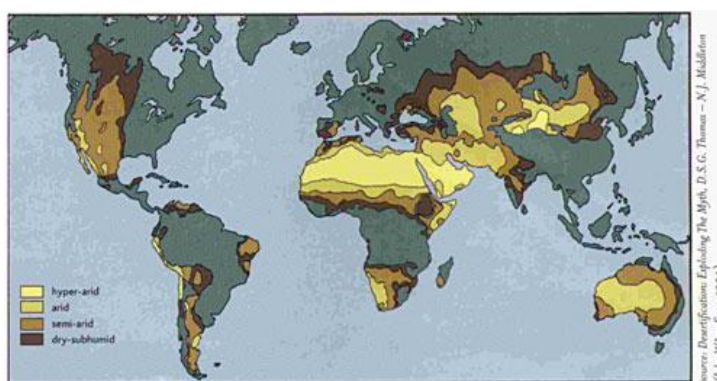 hyper-arid
arid
semi-arid
dry-subhumid
source: Desertification: Exploding The Myth, D.S.G. Thomas – N.J. Middleton